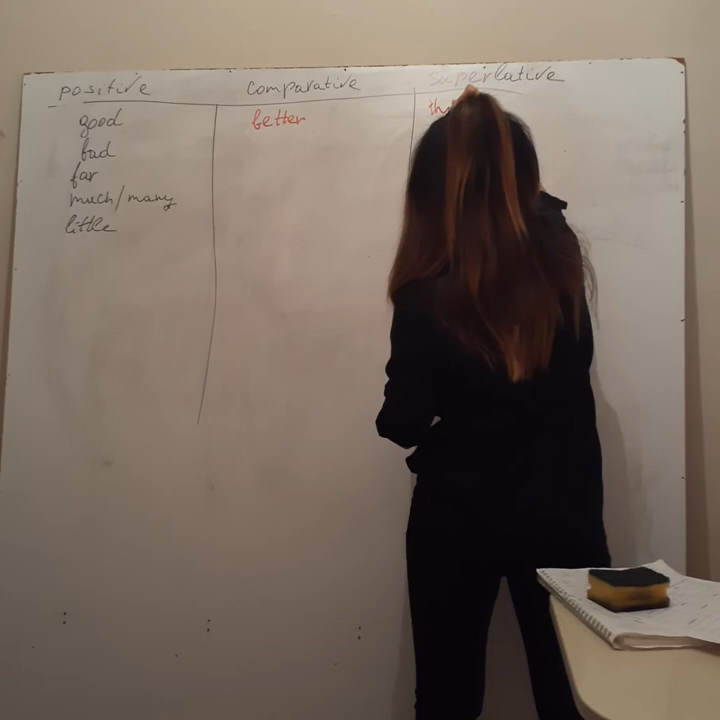 positive comparative superlative
good better
bad
far
much/many
little